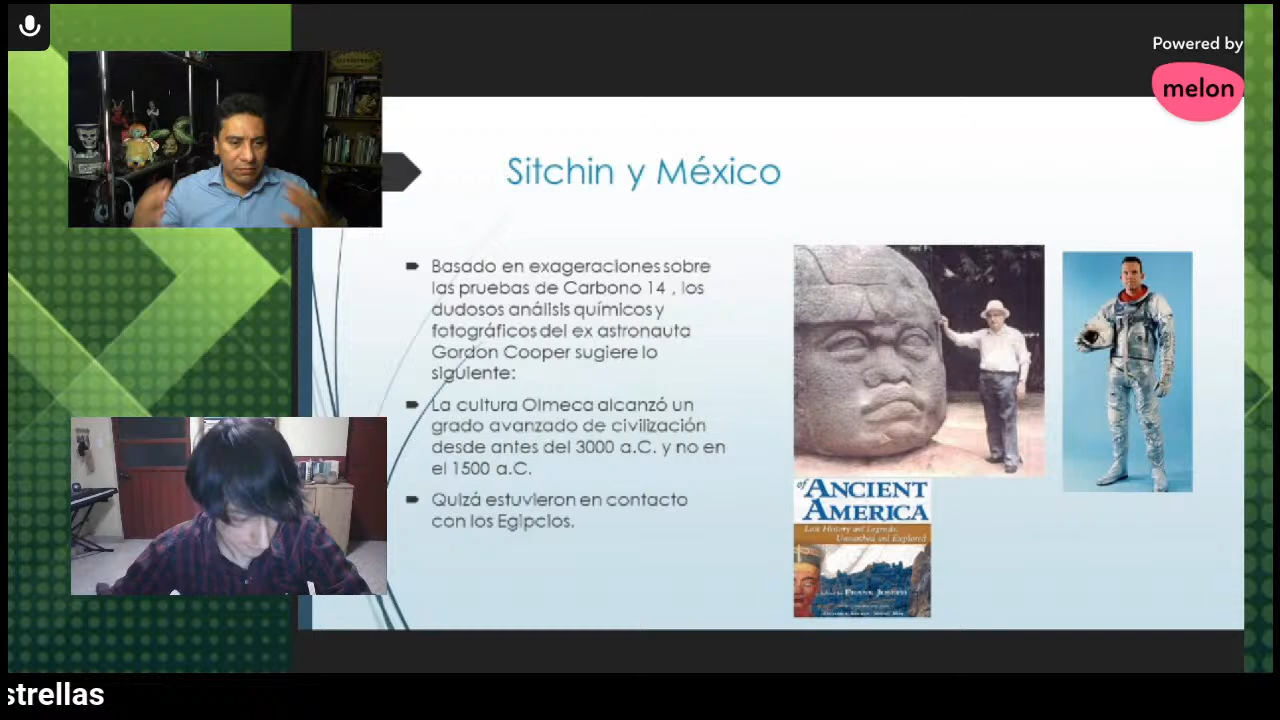 Powered by
melon
Sitchin y México
Basado en exageraciones sobre
las pruebas de Carbono 14 , los
dudosos análisis químicos y
fotográficos del ex astronauta
Gordon Cooper sugiere lo
siguiente:
La cultura Olmeca alcanzó un
grado avanzado de civilización
desde antes del 3000 a.C. y no en
el 1500 a.C.
Quizá estuvieron en contacto
con los Egipcios.
of ANCIENT
AMERICA
Lost History and Legends,
Unearthed and Explored
FRANK JOSEPH
strellas